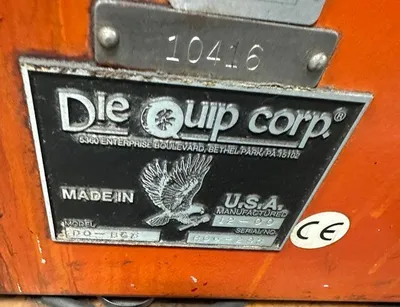 10416
Die Quip corp.®
5360 ENTERPRISE BOULEVARD, BETHEL PARK, PA 15102
MADE IN
U.S.A.
MANUFACTURED
MODEL
SERIAL NO.
CE